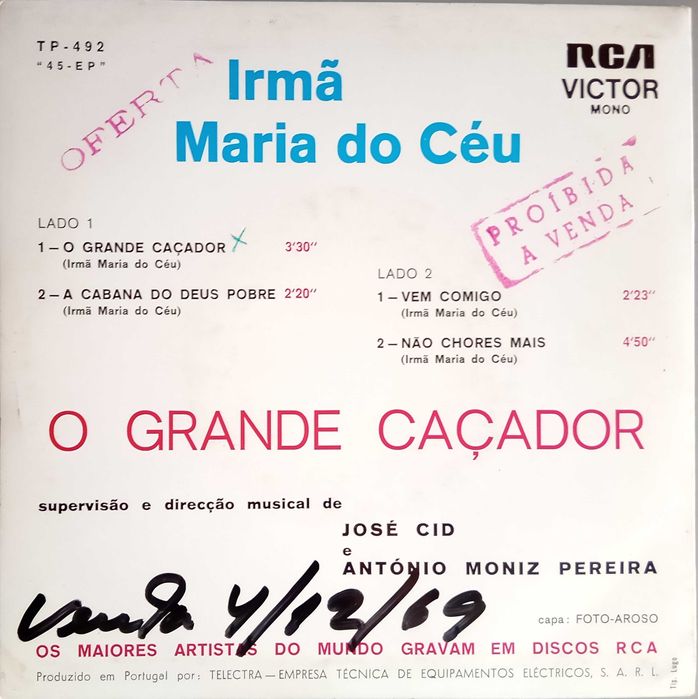 TP-492
"45-EP"
OFERTA
Irmã
Maria do Céu
RCA
VICTOR
MONO
PROÍBIDA
A VENDA
LADO 1
1 – O GRANDE CAÇADOR X 3'30"
(Irmã Maria do Céu)
2 – A CABANA DO DEUS POBRE 2'20"
(Irmã Maria do Céu)
LADO 2
1 – VEM COMIGO 2'23"
(Irmã Maria do Céu)
2 – NÃO CHORES MAIS 4'50"
(Irmã Maria do Céu)
O GRANDE CAÇADOR
supervisão e direcção musical de
JOSÉ CID
e
ANTÓNIO MONIZ PEREIRA
Venda 4/12/69
capa: FOTO-AROSO
OS MAIORES ARTISTAS DO MUNDO GRAVAM EM DISCOS RCA
Produzido em Portugal por: TELECTRA — EMPRESA TÉCNICA DE EQUIPAMENTOS ELÉCTRICOS, S. A. R. L.
Tip. Lugo